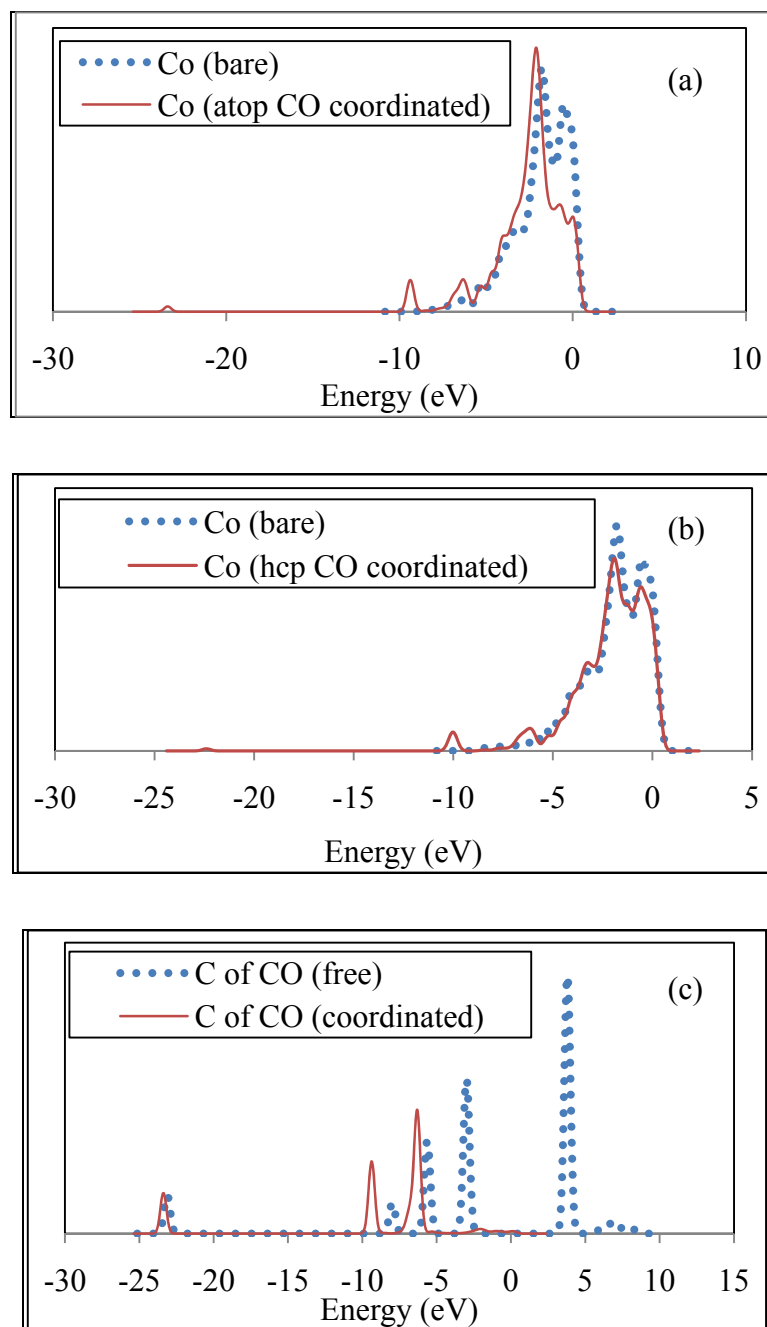 Co (bare)
Co (atop CO coordinated)
(a)
-30 -20 -10 0 10
Energy (eV)
Co (bare)
Co (hcp CO coordinated)
(b)
-30 -25 -20 -15 -10 -5 0 5
Energy (eV)
C of CO (free)
C of CO (coordinated)
(c)
-30 -25 -20 -15 -10 -5 0 5 10 15
Energy (eV)